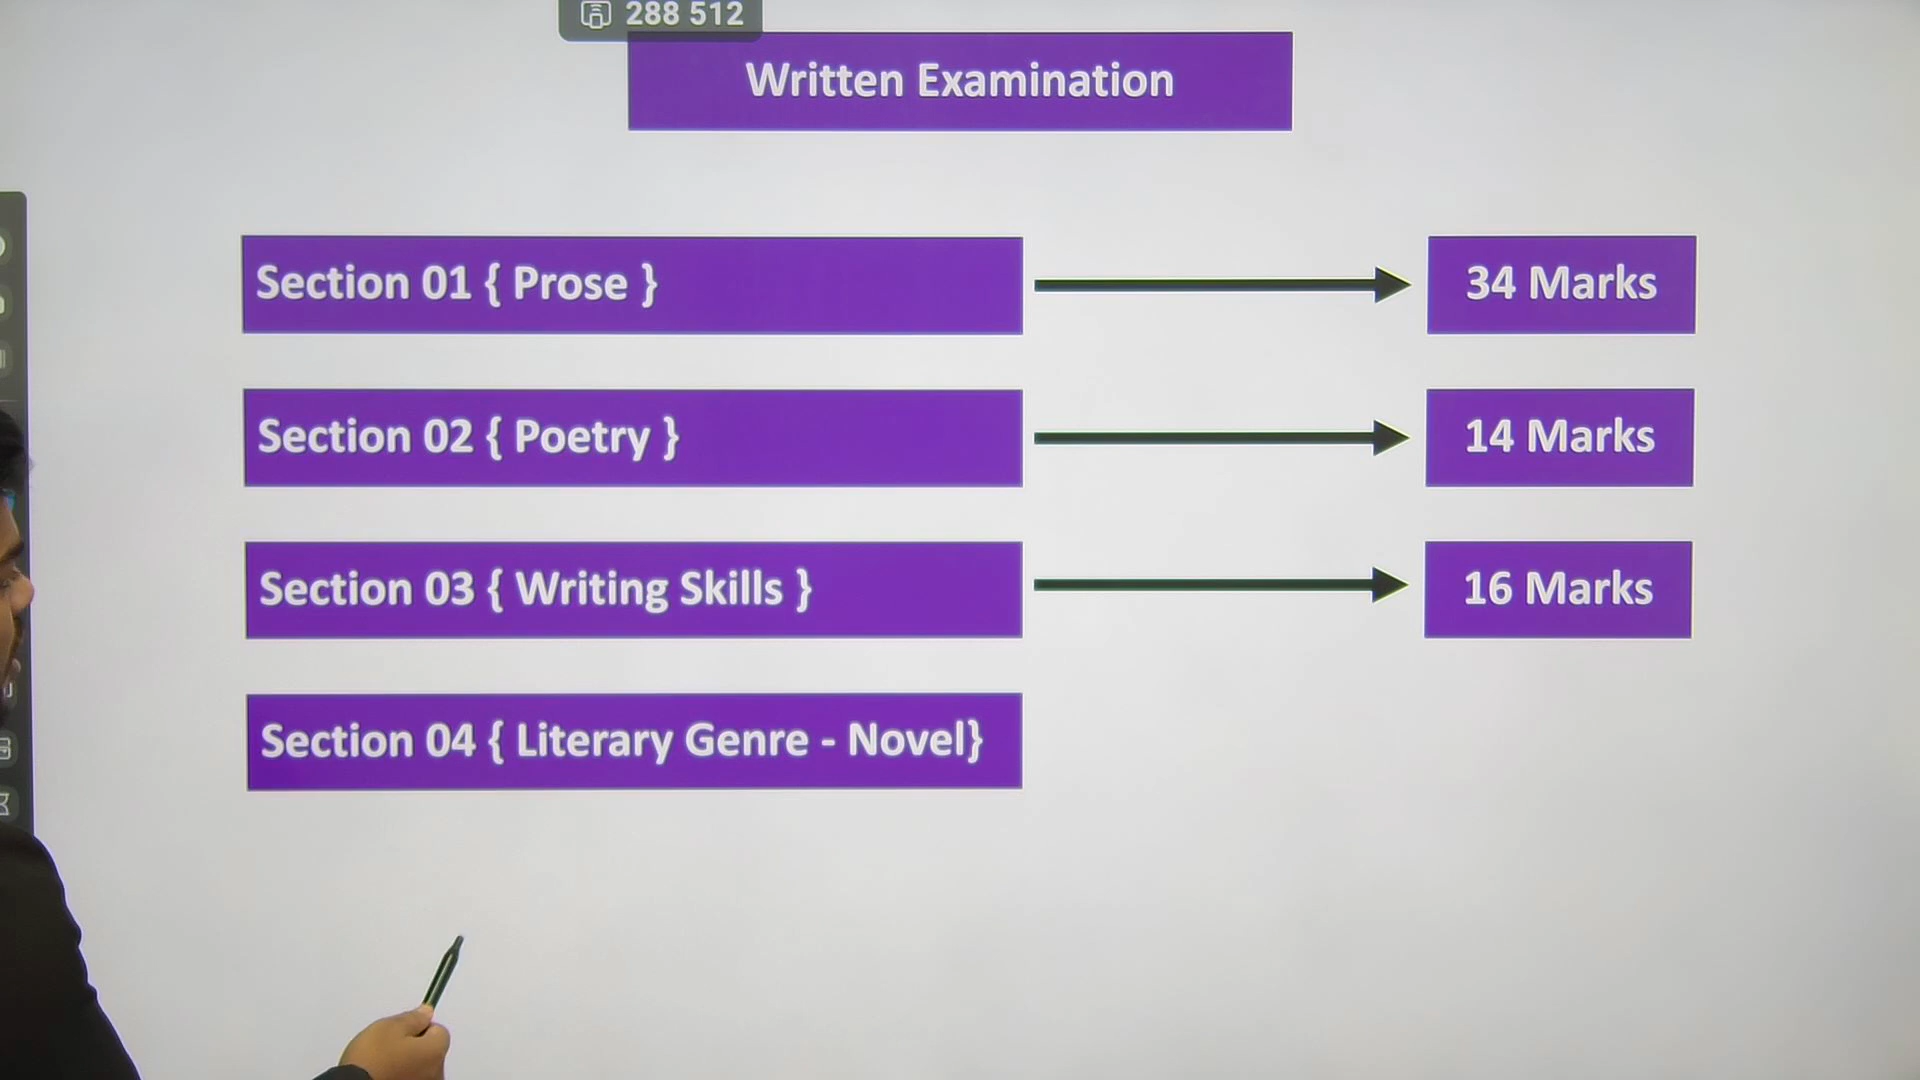 288 512
Written Examination
Section 01 { Prose }
34 Marks
Section 02 { Poetry }
14 Marks
Section 03 { Writing Skills }
16 Marks
Section 04 { Literary Genre - Novel}